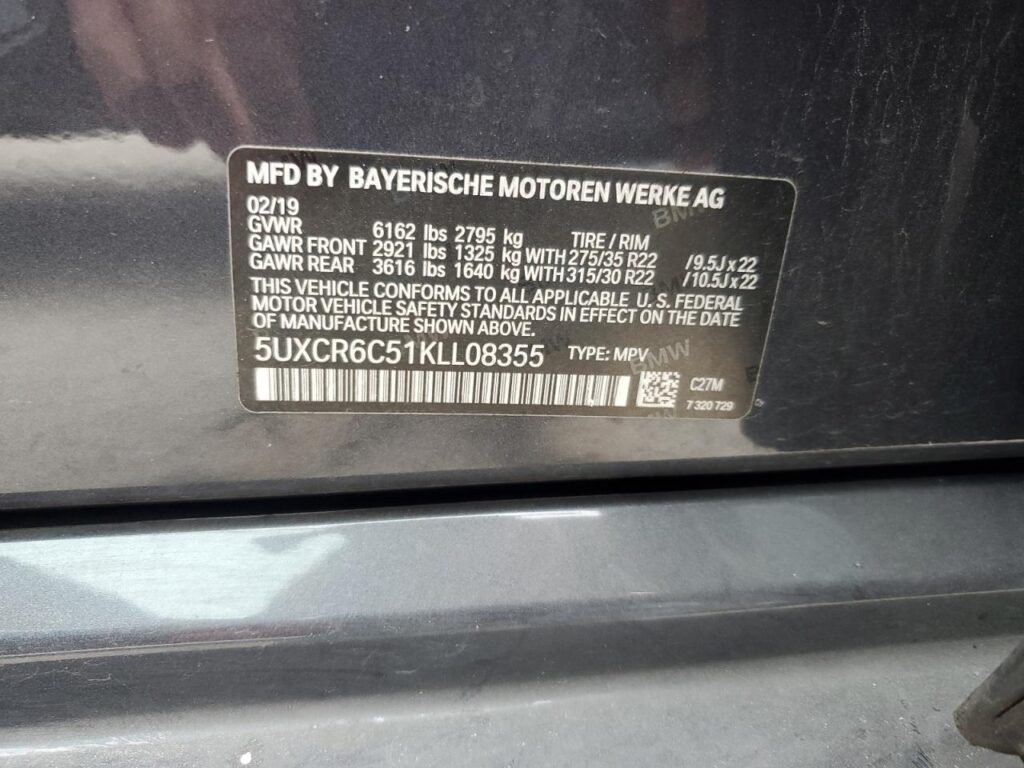 MFD BY BAYERISCHE MOTOREN WERKE AG
02/19
GVWR 6162 lbs 2795 kg TIRE / RIM
GAWR FRONT 2921 lbs 1325 kg WITH 275/35 R22 /9.5J x 22
GAWR REAR 3616 lbs 1640 kg WITH 315/30 R22 /10.5J x 22
THIS VEHICLE CONFORMS TO ALL APPLICABLE U. S. FEDERAL
MOTOR VEHICLE SAFETY STANDARDS IN EFFECT ON THE DATE
OF MANUFACTURE SHOWN ABOVE.
5UXCR6C51KLL08355 TYPE: MPV
C27M
7 320 729
BMW
BMW